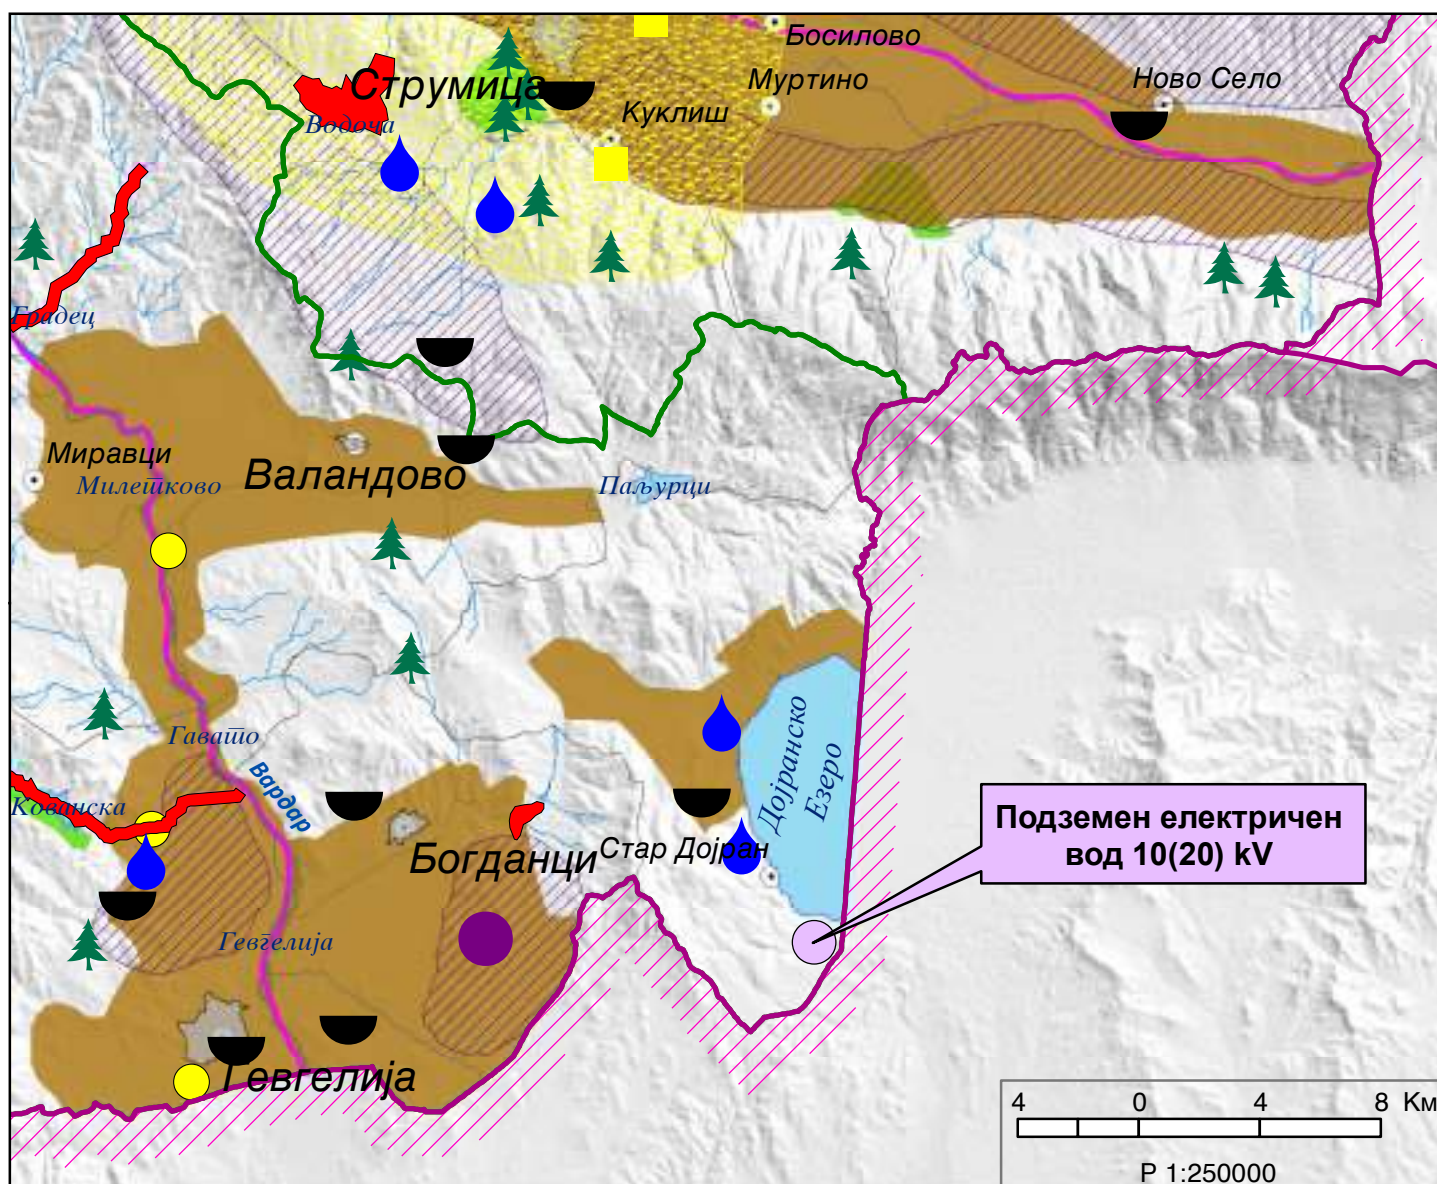 Босилово
Струмица
Муртино
Ново Село
Куклиш
Водоча
Градец
Миравци
Валандово
Милетково
Паљурци
Гавато
Вардар
Дојранско
Езеро
Кованска
Подземен електричен
вод 10(20) kV
Богданци
Стар Дојран
Гевгелија
Гевгелија
4 0 4 8 Км
Р 1:250000